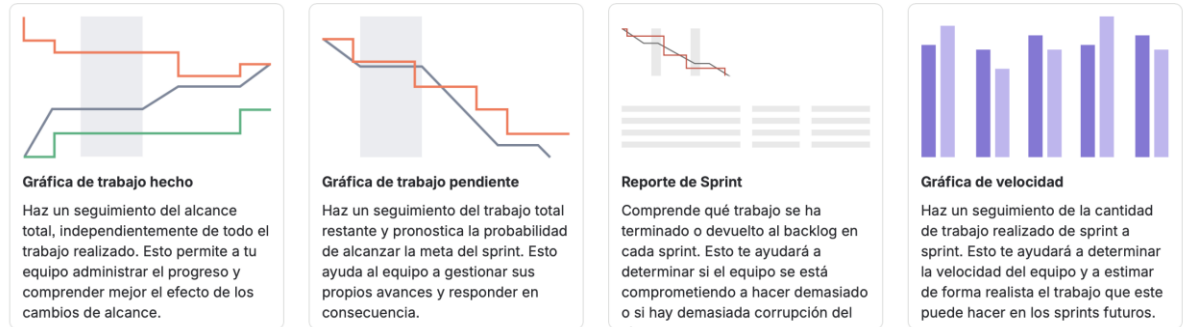 Gráfica de trabajo hecho
Haz un seguimiento del alcance
total, independientemente de todo el
trabajo realizado. Esto permite a tu
equipo administrar el progreso y
comprender mejor el efecto de los
cambios de alcance.
Gráfica de trabajo pendiente
Haz un seguimiento del trabajo total
restante y pronostica la probabilidad
de alcanzar la meta del sprint. Esto
ayuda al equipo a gestionar sus
propios avances y responder en
consecuencia.
Reporte de Sprint
Comprende qué trabajo se ha
terminado o devuelto al backlog en
cada sprint. Esto te ayudará a
determinar si el equipo se está
comprometiendo a hacer demasiado
o si hay demasiada corrupción del
Gráfica de velocidad
Haz un seguimiento de la cantidad
de trabajo realizado de sprint a
sprint. Esto te ayudará a determinar
la velocidad del equipo y a estimar
de forma realista el trabajo que este
puede hacer en los sprints futuros.